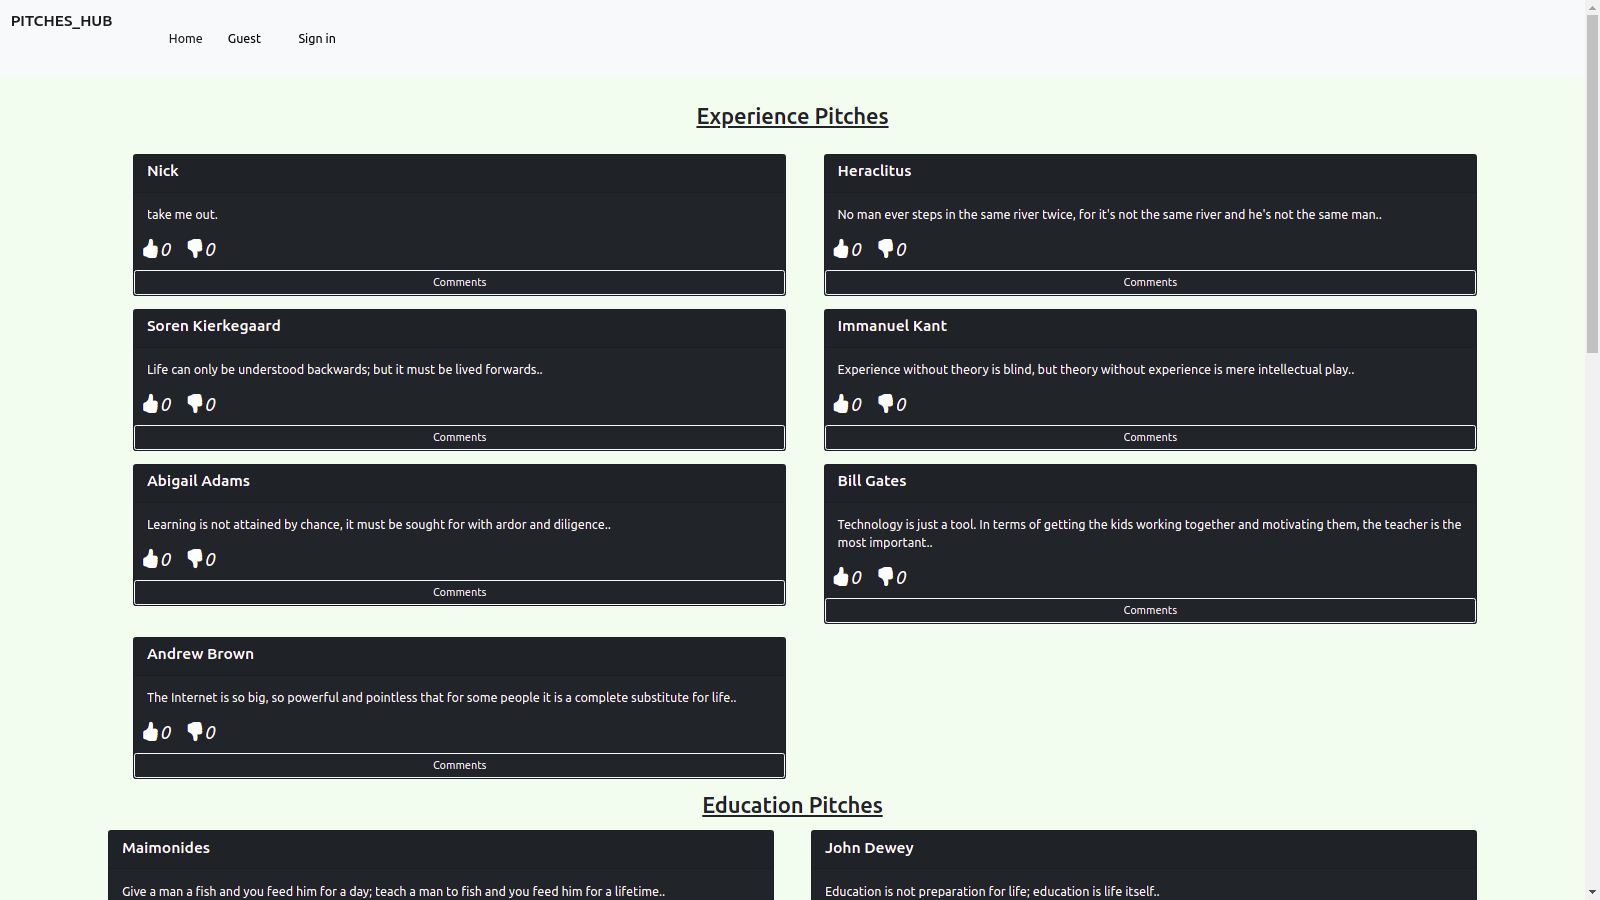 PITCHES_HUB
Home Guest Sign in
Experience Pitches
Nick
take me out.
0 0
Comments
Heraclitus
No man ever steps in the same river twice, for it's not the same river and he's not the same man..
0 0
Comments
Soren Kierkegaard
Life can only be understood backwards; but it must be lived forwards..
0 0
Comments
Immanuel Kant
Experience without theory is blind, but theory without experience is mere intellectual play..
0 0
Comments
Abigail Adams
Learning is not attained by chance, it must be sought for with ardor and diligence..
0 0
Comments
Bill Gates
Technology is just a tool. In terms of getting the kids working together and motivating them, the teacher is the
most important..
0 0
Comments
Andrew Brown
The Internet is so big, so powerful and pointless that for some people it is a complete substitute for life..
0 0
Comments
Education Pitches
Maimonides
Give a man a fish and you feed him for a day; teach a man to fish and you feed him for a lifetime..
John Dewey
Education is not preparation for life; education is life itself..